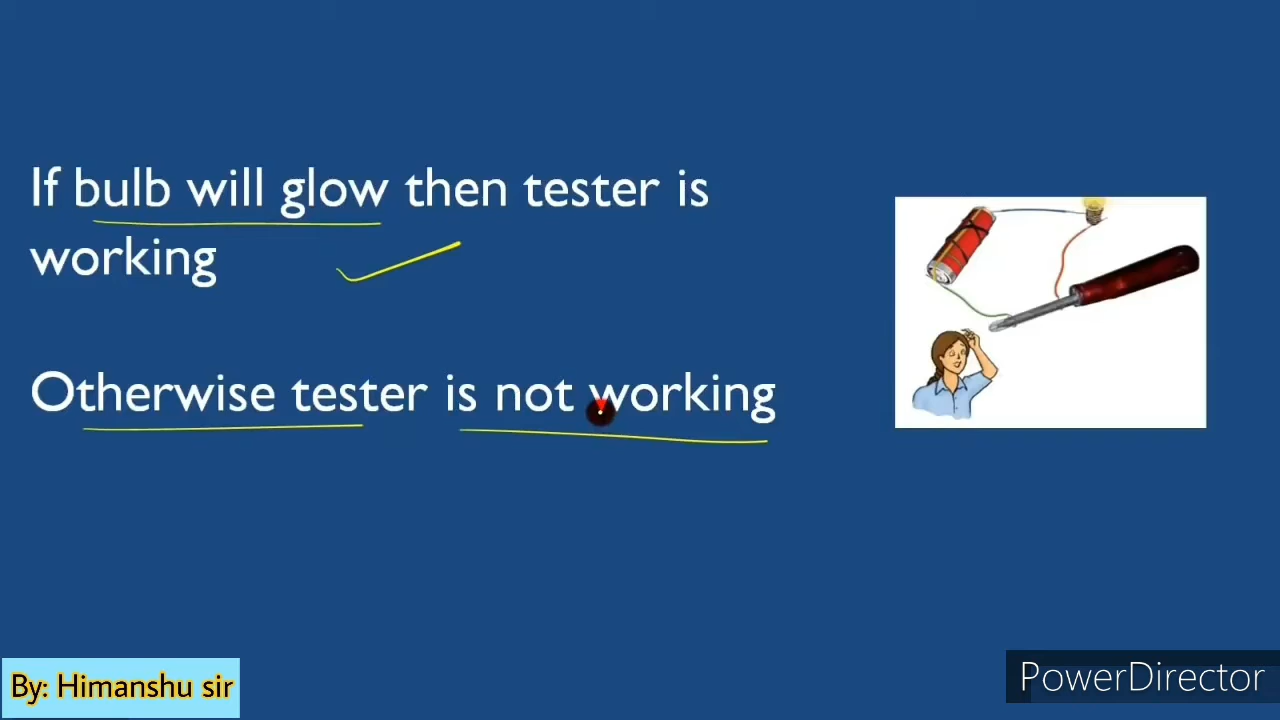 If bulb will glow then tester is
working
Otherwise tester is not working
By: Himanshu sir
PowerDirector